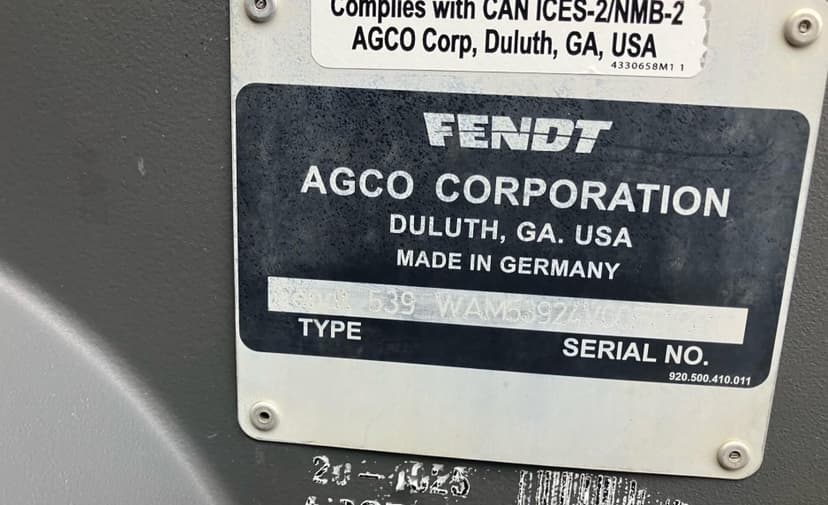 Complies with CAN ICES-2/NMB-2
AGCO Corp, Duluth, GA, USA
4330658M1 1
FENDT
AGCO CORPORATION
DULUTH, GA. USA
MADE IN GERMANY
539
TYPE
SERIAL NO.
920.500.410.011